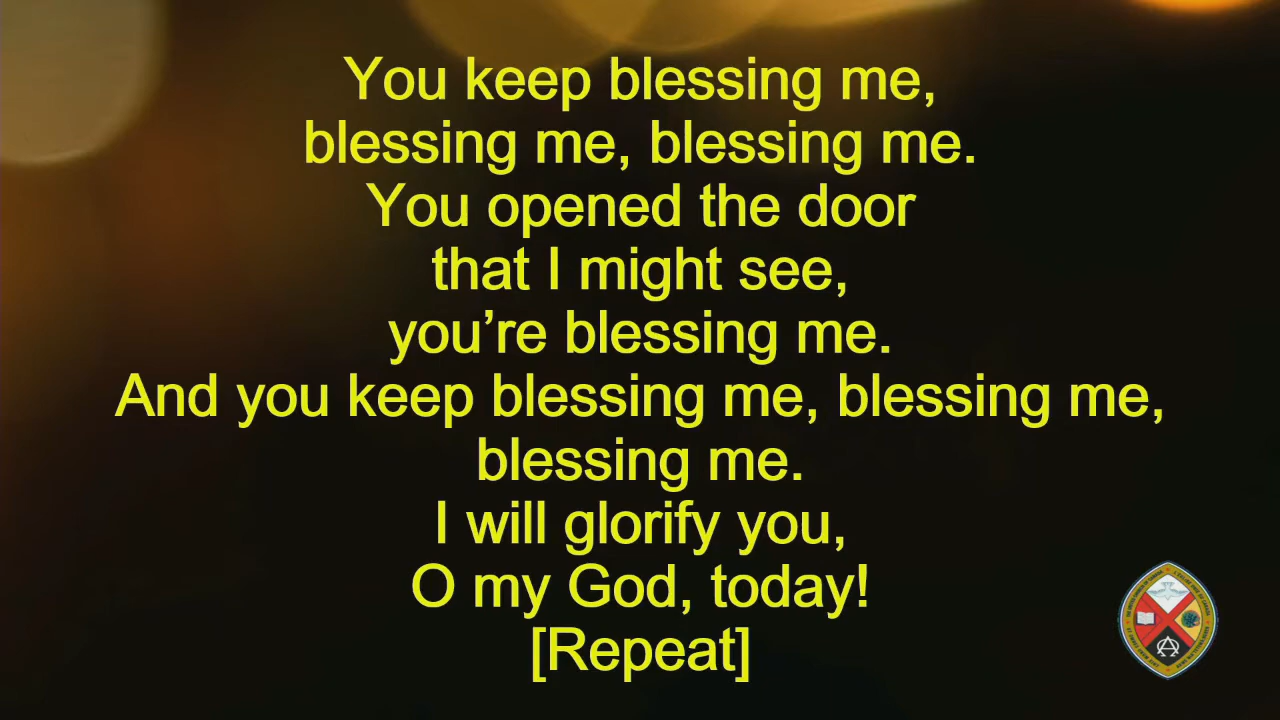 You keep blessing me,
blessing me, blessing me.
You opened the door
that I might see,
you’re blessing me.
And you keep blessing me, blessing me,
blessing me.
I will glorify you,
O my God, today!
[Repeat]